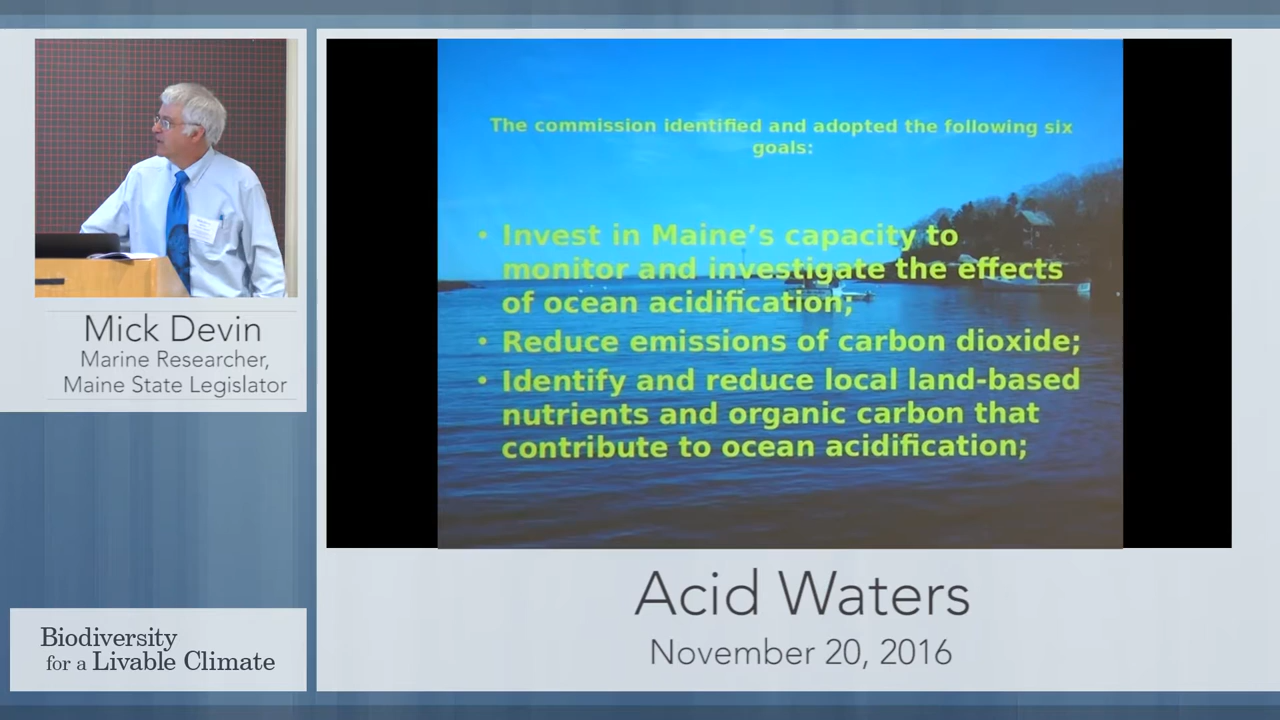 Mick Devin
Marine Researcher,
Maine State Legislator
Biodiversity
for a Livable Climate
The commission identified and adopted the following six
goals:
• Invest in Maine’s capacity to
monitor and investigate the effects
of ocean acidification;
• Reduce emissions of carbon dioxide;
• Identify and reduce local land-based
nutrients and organic carbon that
contribute to ocean acidification;
Acid Waters
November 20, 2016